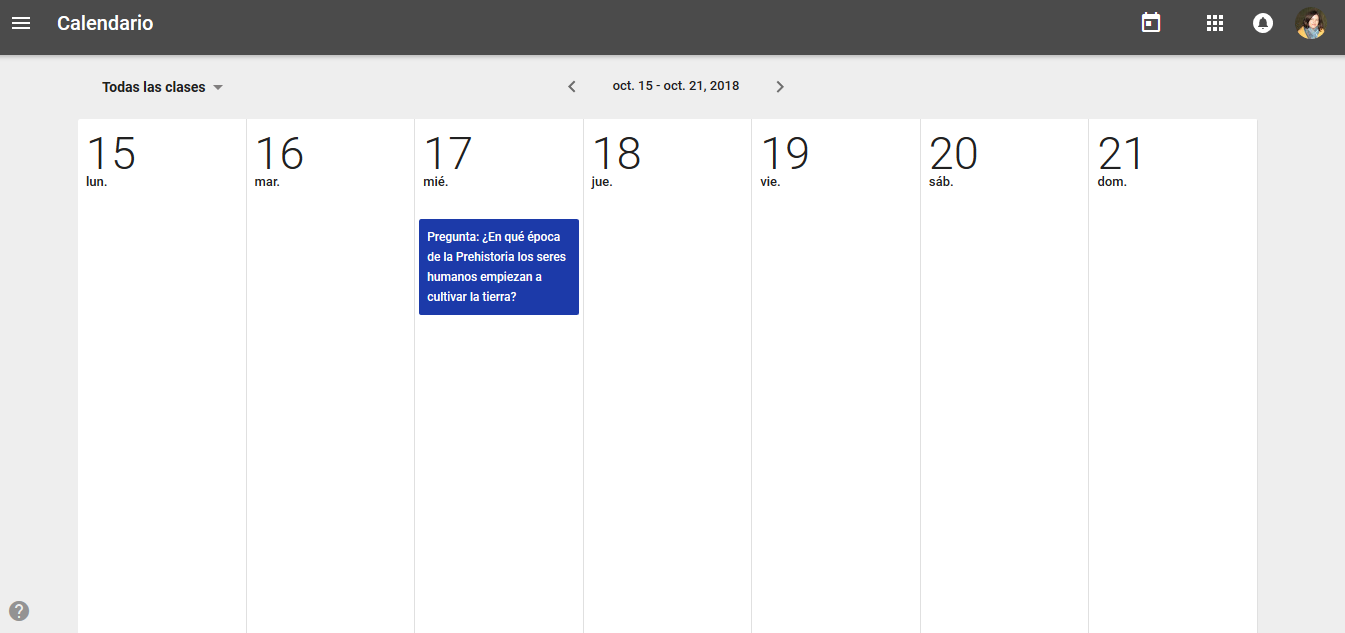 Calendario
Todas las clases
oct. 15 - oct. 21, 2018
15
lun.
16
mar.
17
mié.
18
jue.
19
vie.
20
sáb.
21
dom.
Pregunta: ¿En qué época
de la Prehistoria los seres
humanos empiezan a
cultivar la tierra?
?